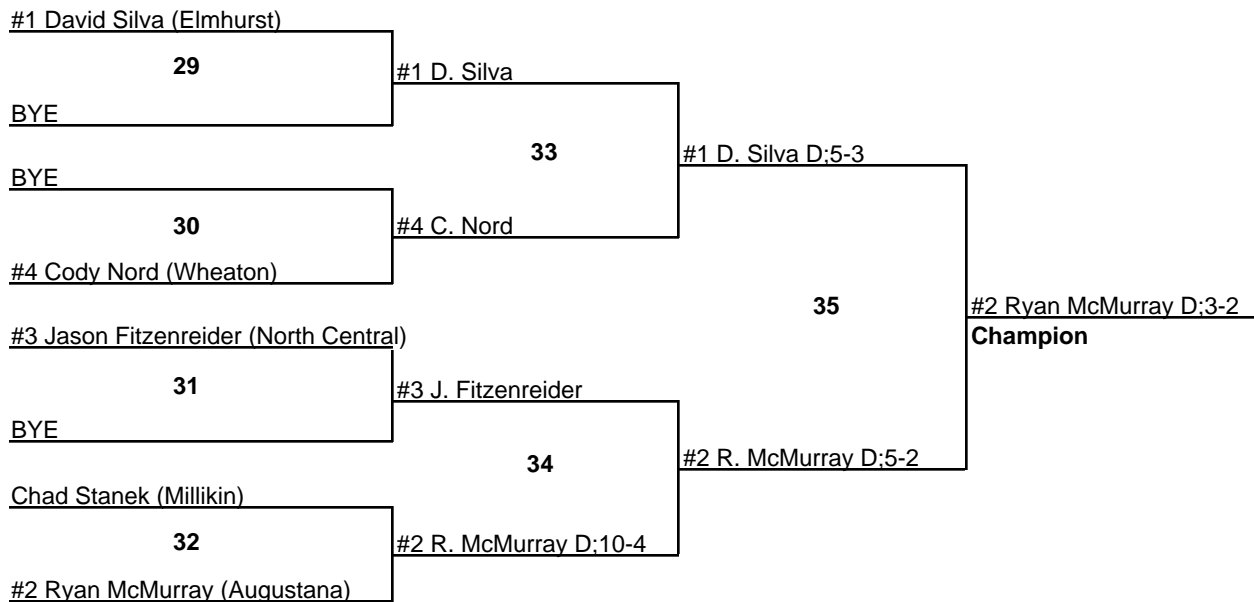 #1 David Silva (Elmhurst)
29
#1 D. Silva
BYE
33
#1 D. Silva D;5-3
BYE
30
#4 C. Nord
#4 Cody Nord (Wheaton)
35
#2 Ryan McMurray D;3-2
Champion
#3 Jason Fitzenreider (North Central)
31
#3 J. Fitzenreider
BYE
34
#2 R. McMurray D;5-2
Chad Stanek (Millikin)
32
#2 R. McMurray D;10-4
#2 Ryan McMurray (Augustana)